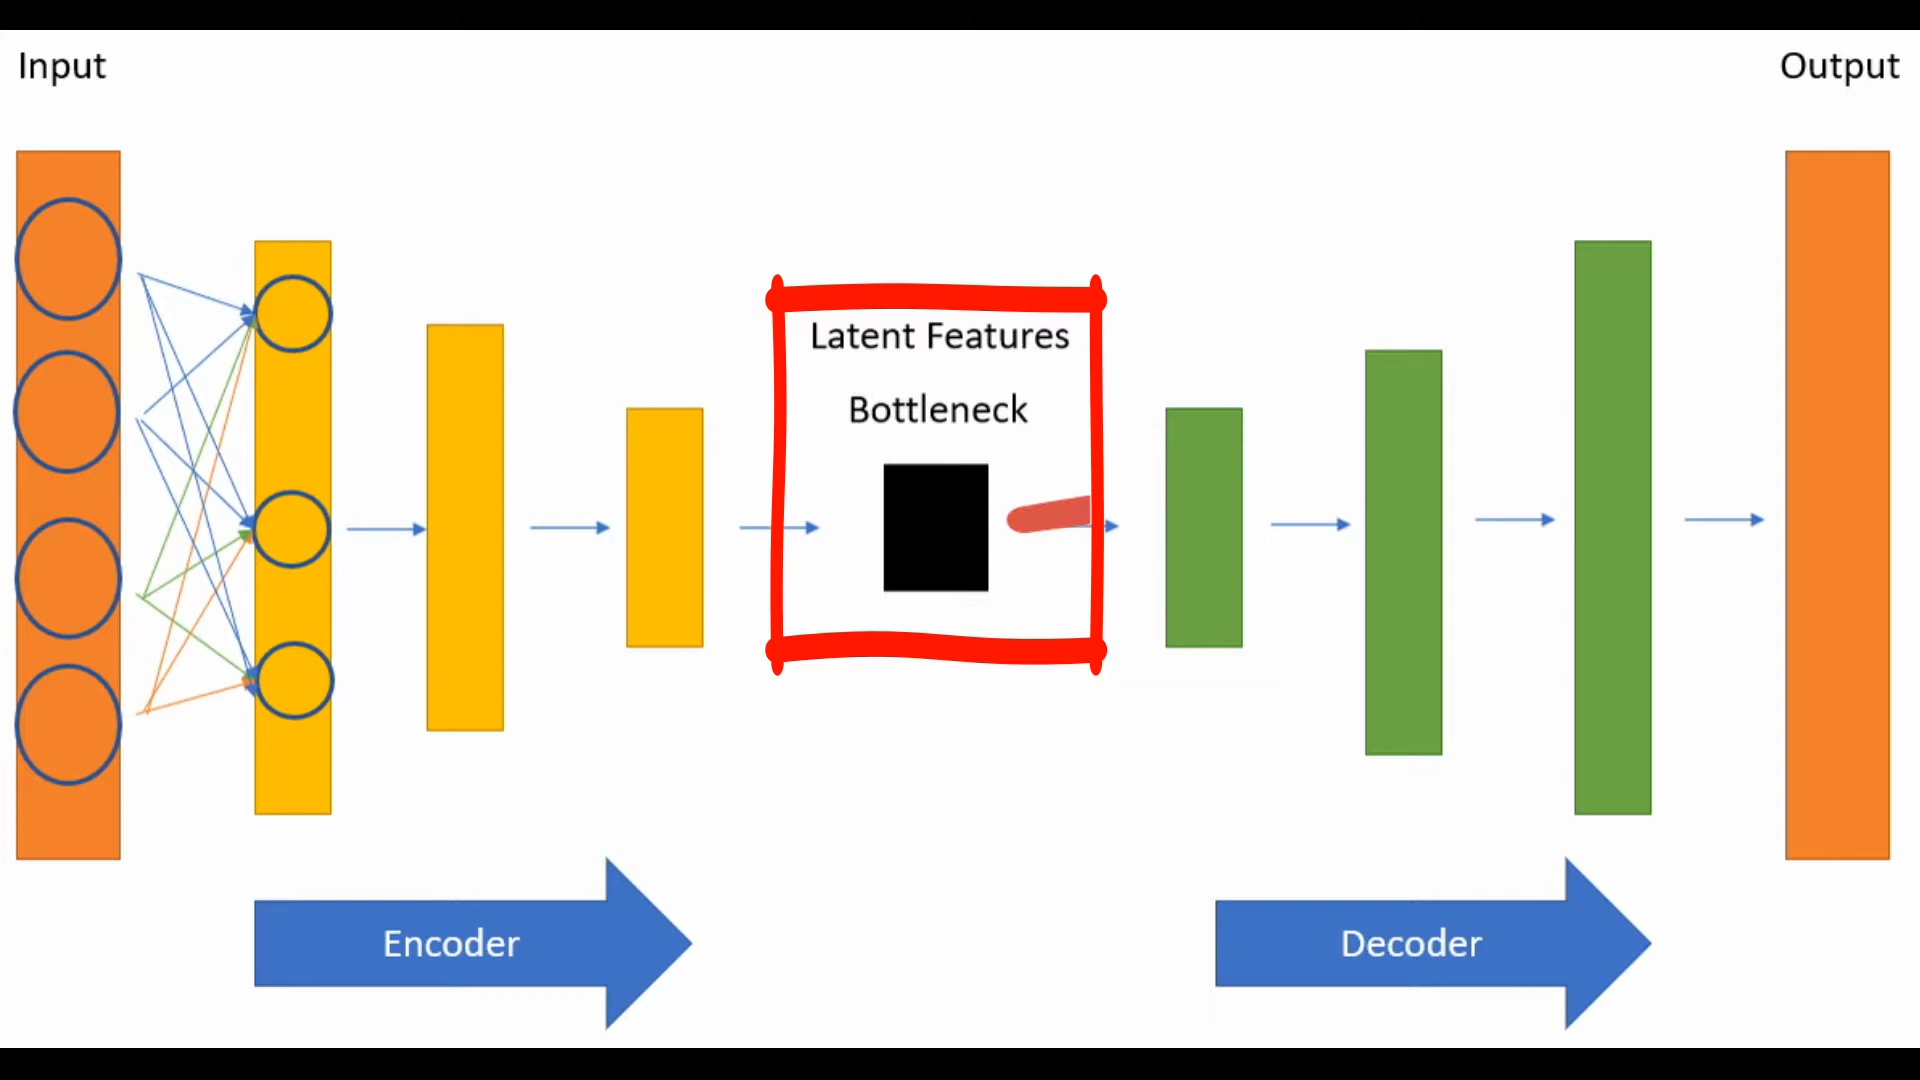 Input
Output
Latent Features
Bottleneck
Encoder
Decoder